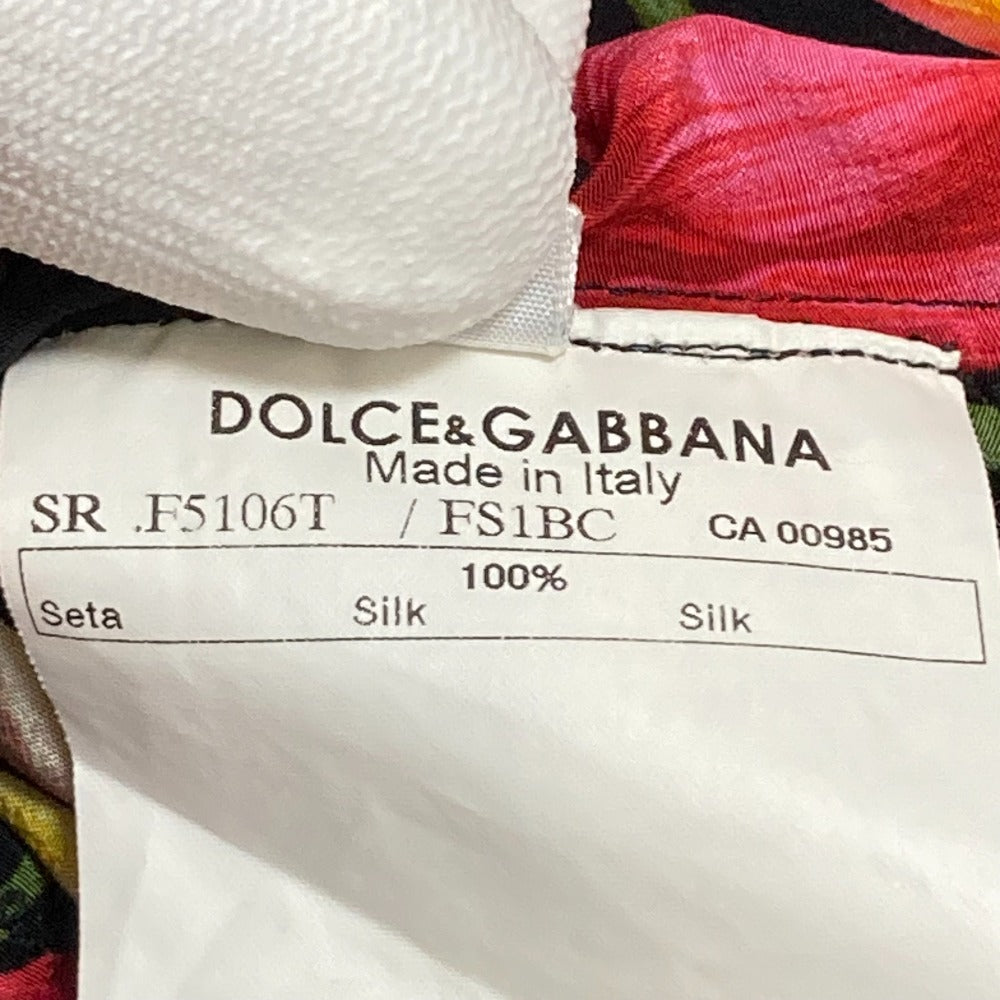 DOLCE&GABBANA
Made in Italy
SR .F5106T / FS1BC CA 00985
100%
Seta Silk Silk